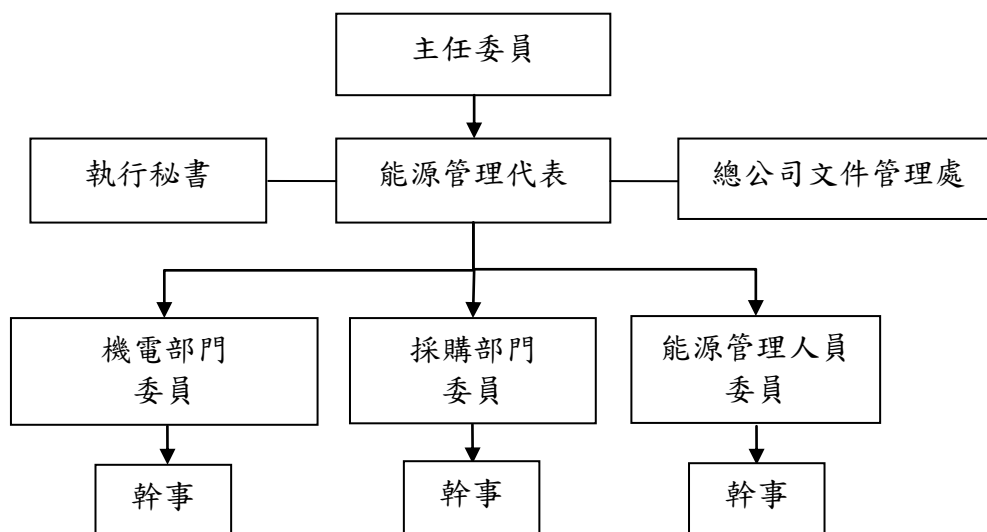 主任委員
執行秘書
能源管理代表
總公司文件管理處
機電部門
委員
採購部門
委員
能源管理人員
委員
幹事
幹事
幹事